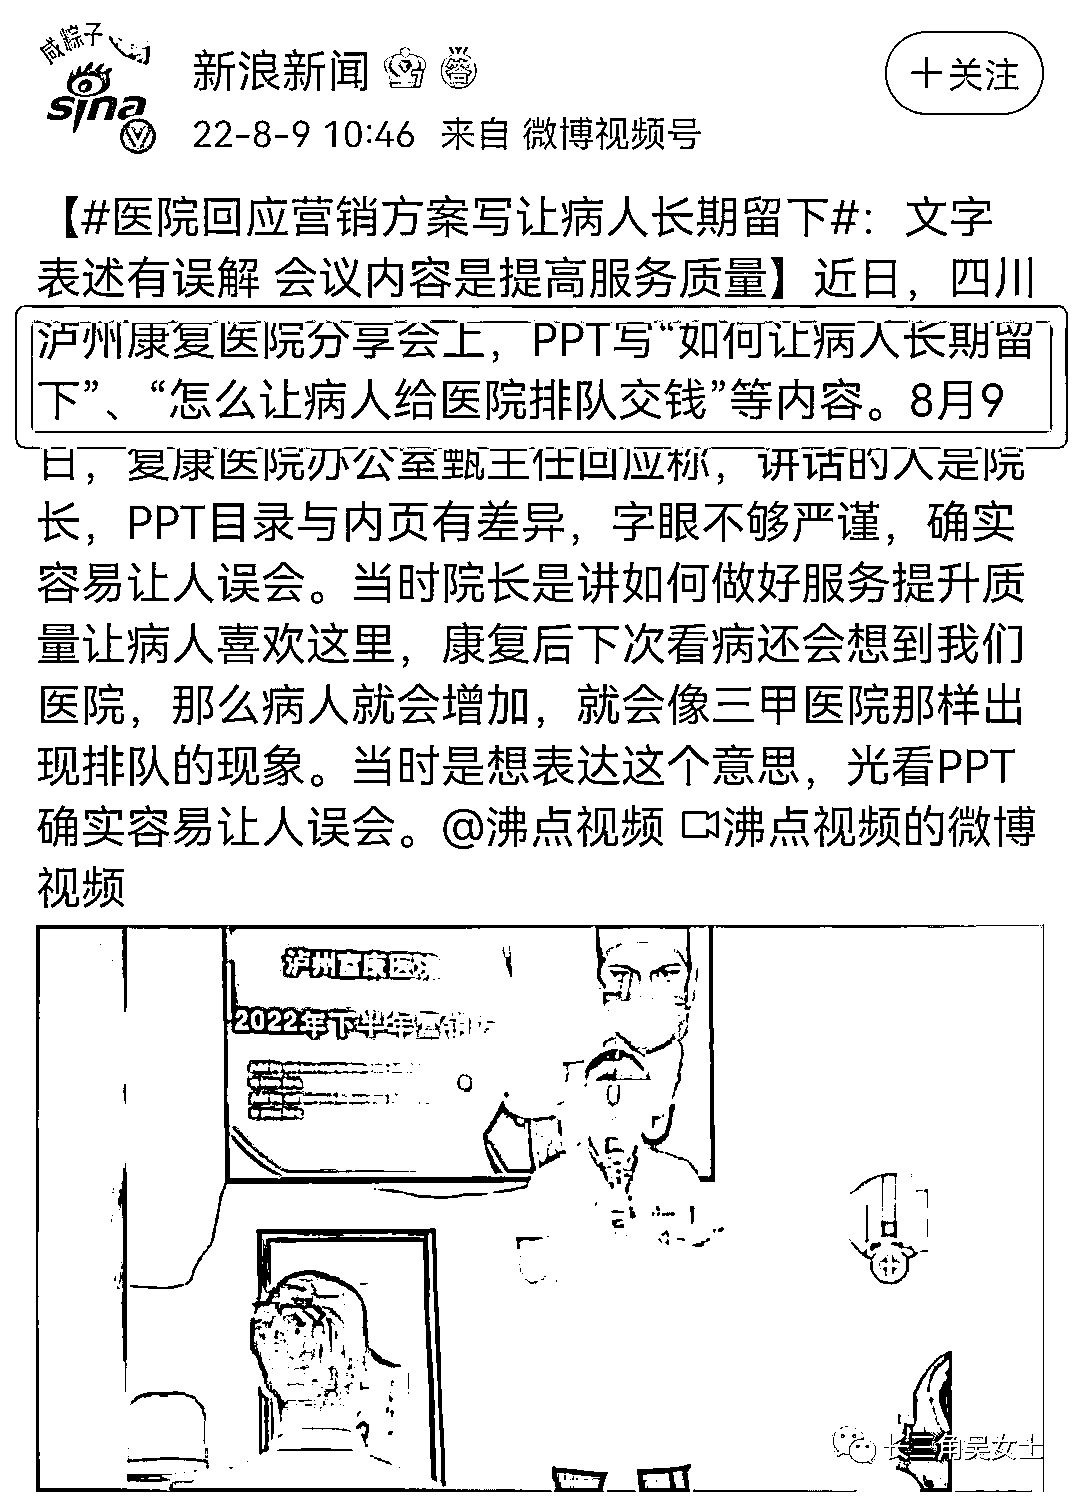 咸粽子
sina
新浪新闻
+关注
22-8-9 10:46 来自 微博视频号
【#医院回应营销方案写让病人长期留下#：文字
表述有误解 会议内容是提高服务质量】近日，四川
泸州康复医院分享会上，PPT写“如何让病人长期留
下”、“怎么让病人给医院排队交钱”等内容。8月9
日，复康医院办公室甄主任回应称，讲话的人是院
长，PPT目录与内页有差异，字眼不够严谨，确实
容易让人误会。当时院长是讲如何做好服务提升质
量让病人喜欢这里，康复后下次看病还会想到我们
医院，那么病人就会增加，就会像三甲医院那样出
现排队的现象。当时是想表达这个意思，光看PPT
确实容易让人误会。@沸点视频 沸点视频的微博
视频
2022年下半年营销
长三角吴女士